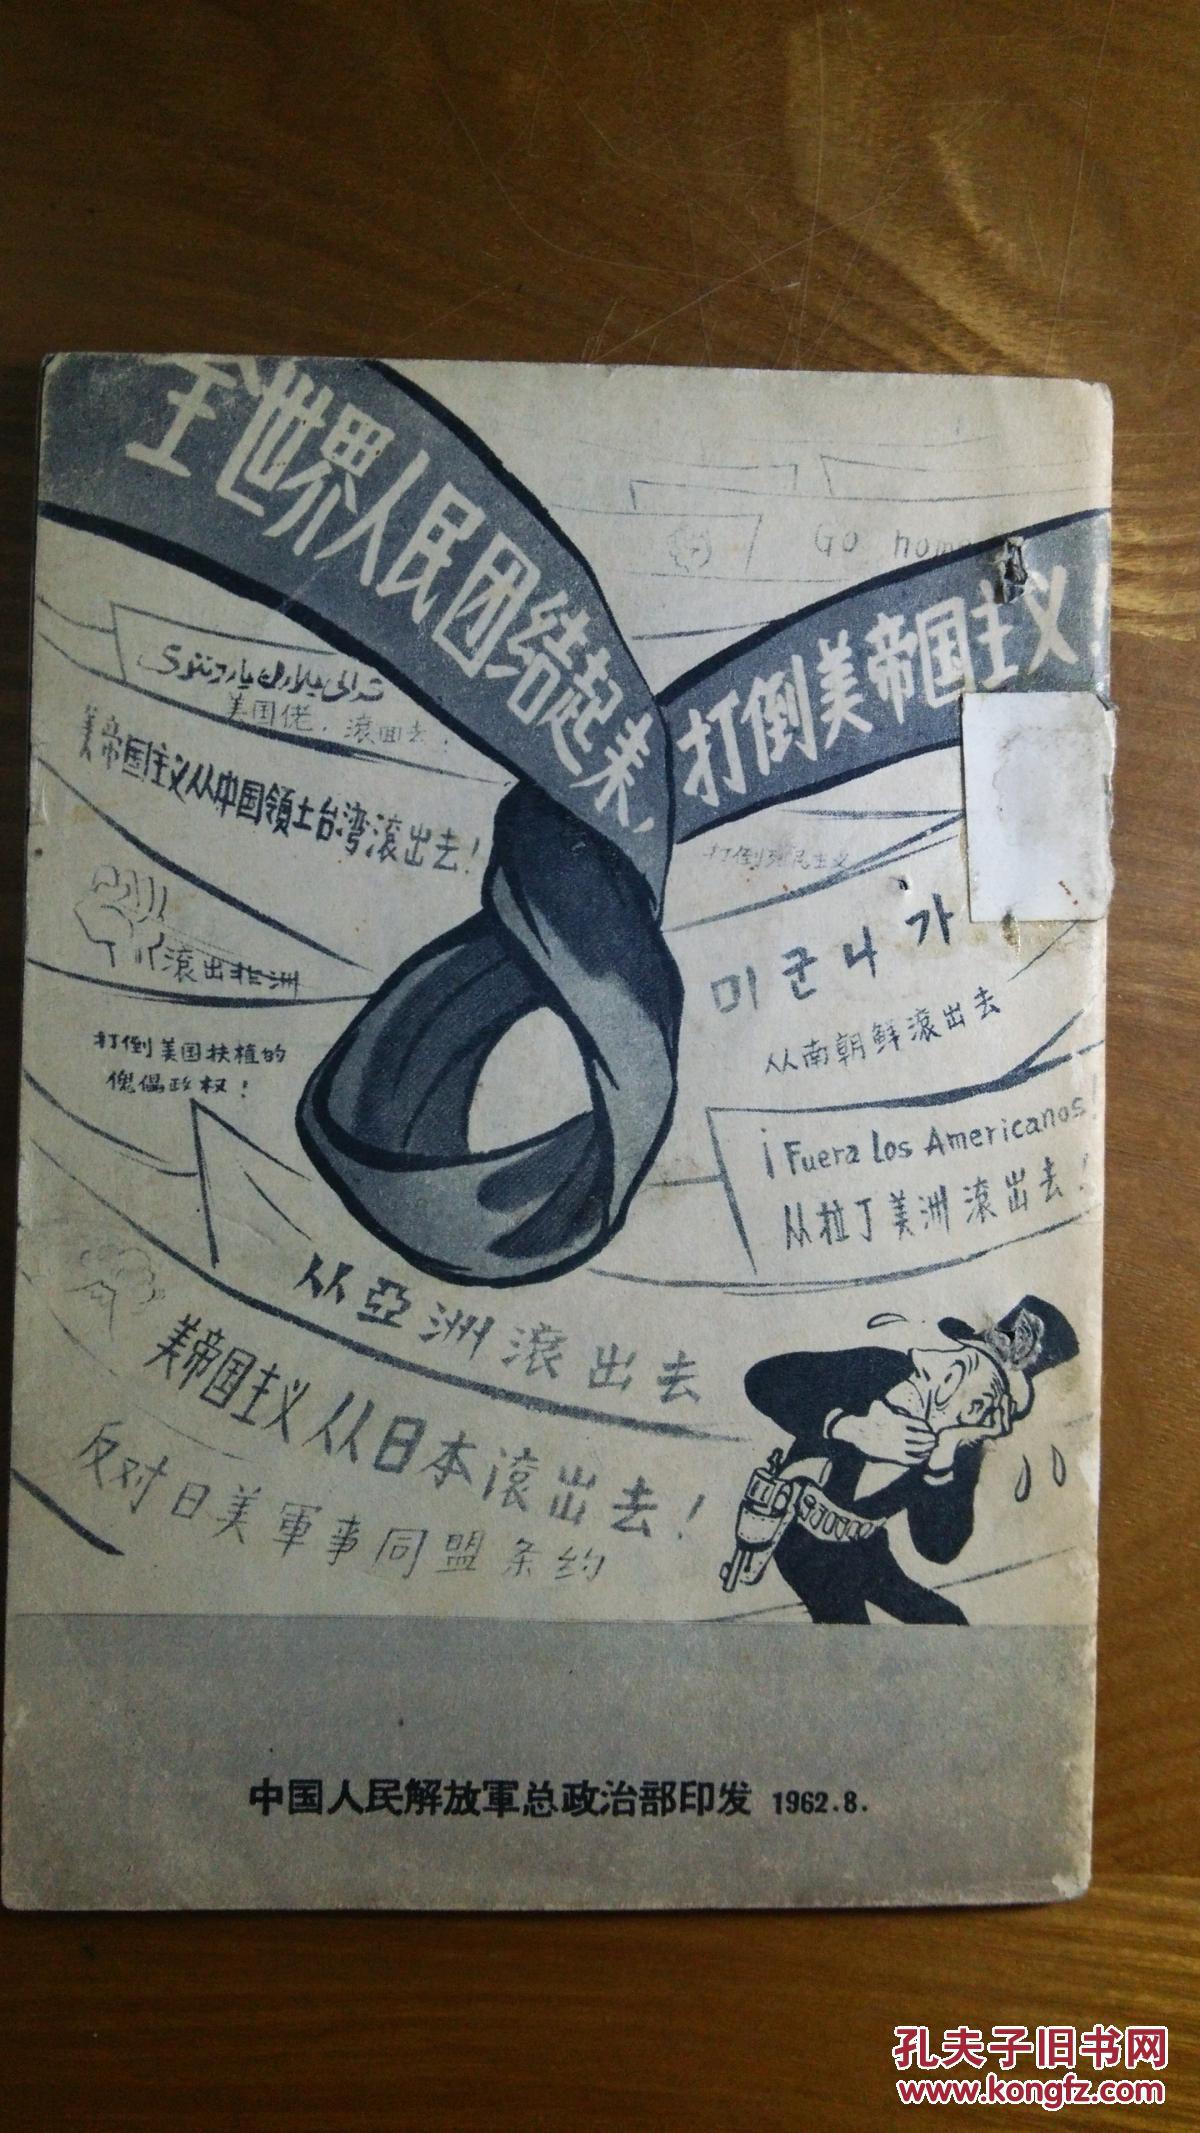 全世界人民团结起来,
打倒美帝国主义!
Go home
美国佬，滚回去!
美帝国主义从中国領土台湾滚出去!
打倒殖民主义
滚出非洲
미군나가
从南朝鲜滚出去
打倒美国扶植的
傀儡政权!
¡Fuera los Americanos!
从拉丁美洲滚出去!
从亞洲滚出去
美帝国主义从日本滚出去!
反对日美軍事同盟条约
中国人民解放軍总政治部印发 1962.8.
孔夫子旧书网
www.kongfz.com